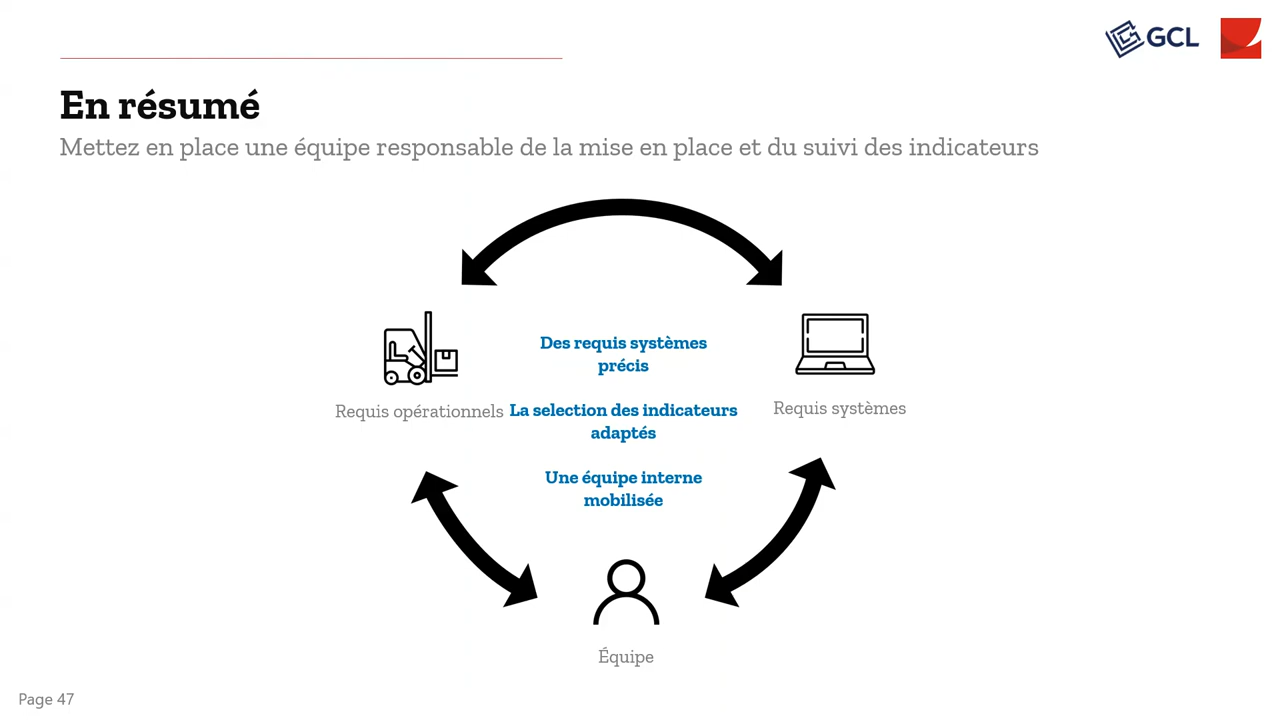 GCL
En résumé
Mettez en place une équipe responsable de la mise en place et du suivi des indicateurs
Des requis systèmes
précis
Requis opérationnels
La selection des indicateurs
adaptés
Requis systèmes
Une équipe interne
mobilisée
Équipe
Page 47